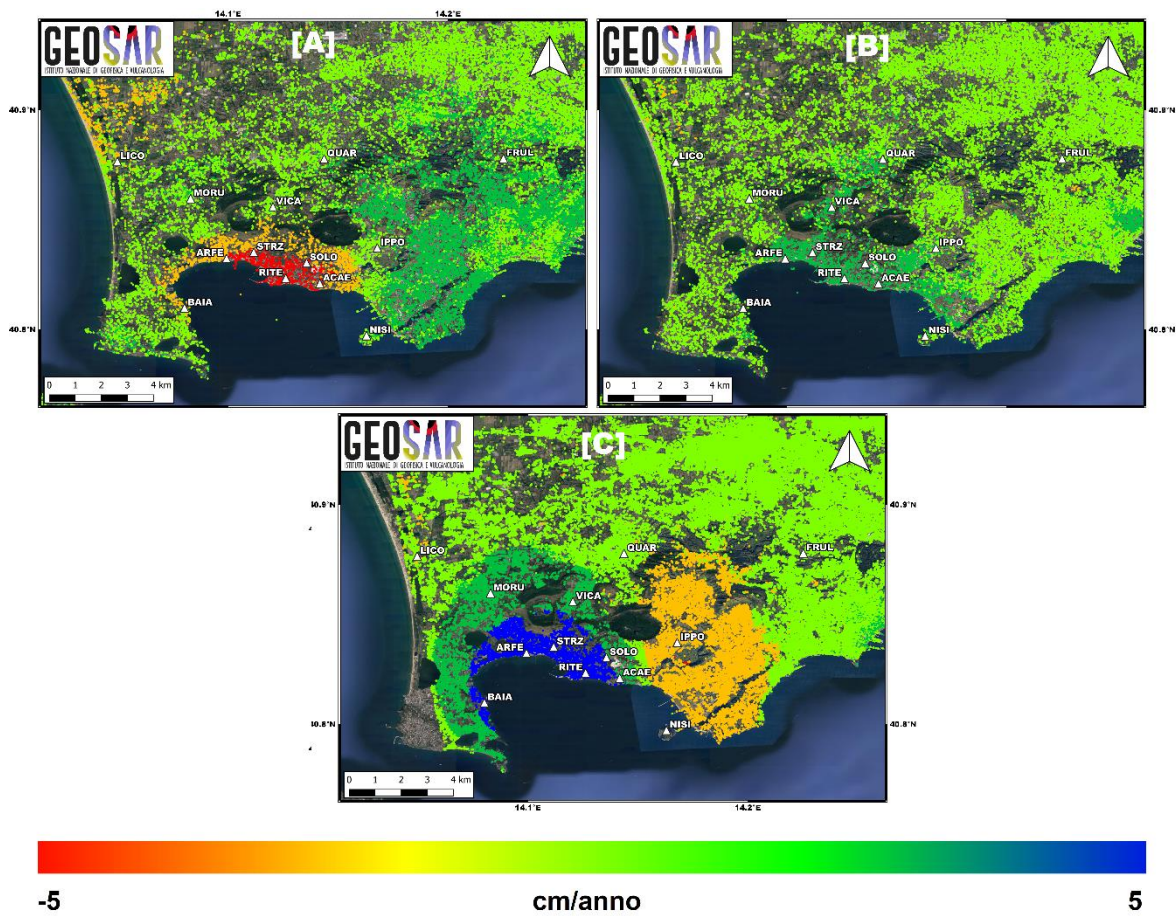 14.1°E 14.2°E
GEOSAR
ISTITUTO NAZIONALE DI GEOFISICA E VULCANOLOGIA
[A]
40.9°N
LICO
QUAR
FRUL
MORU
VICA
STRZ
ARFE
SOLO
IPPO
RITE
ACAE
BAIA
40.8°N
NISI
0 1 2 3 4 km
GEOSAR
ISTITUTO NAZIONALE DI GEOFISICA E VULCANOLOGIA
[B]
40.9°N
LICO
QUAR
FRUL
MORU
VICA
STRZ
ARFE
SOLO
IPPO
RITE
ACAE
BAIA
40.8°N
NISI
0 1 2 3 4 km
GEOSAR
ISTITUTO NAZIONALE DI GEOFISICA E VULCANOLOGIA
[C]
40.9°N
LICO
QUAR
FRUL
MORU
VICA
STRZ
ARFE
SOLO
IPPO
RITE
ACAE
BAIA
40.8°N
NISI
0 1 2 3 4 km
14.1°E 14.2°E
-5 cm/anno 5